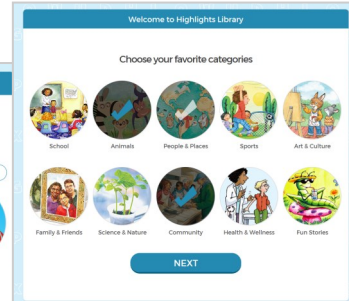 Welcome to Highlights Library
Choose your favorite categories
School Animals People & Places Sports Art & Culture
Family & Friends Science & Nature Community Health & Wellness Fun Stories
NEXT